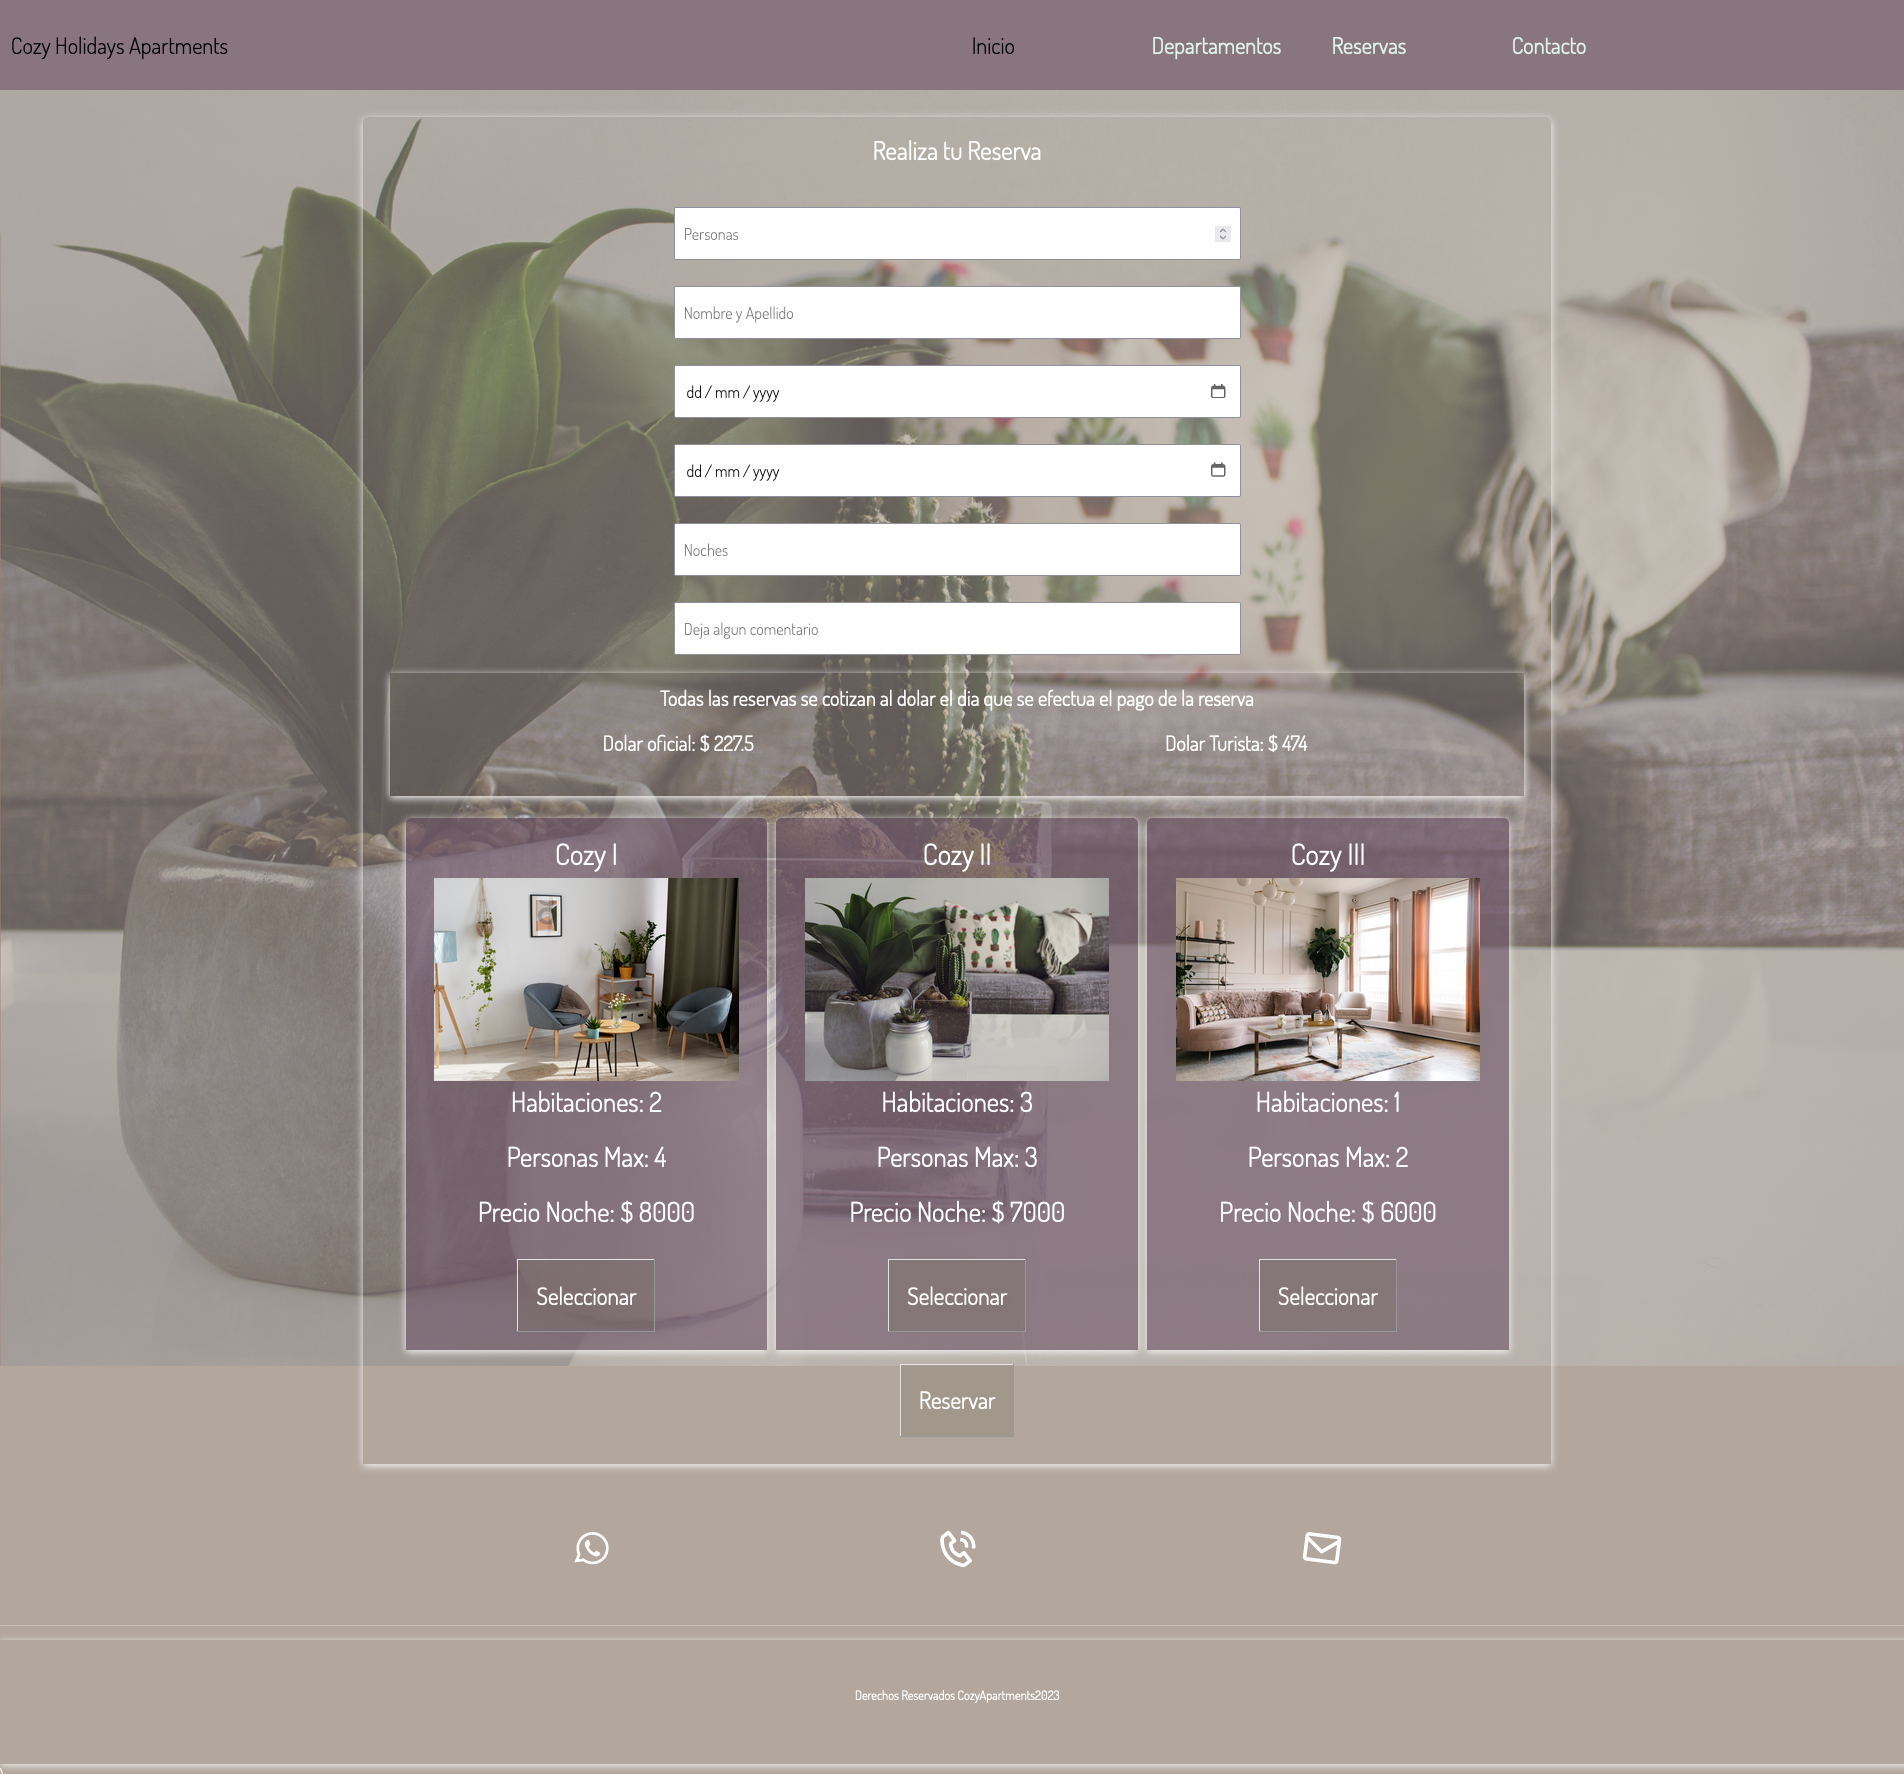 Cozy Holidays Apartments Inicio Departamentos Reservas Contacto
Realiza tu Reserva
Personas
Nombre y Apellido
dd / mm / yyyy
dd / mm / yyyy
Noches
Deja algun comentario
Todas las reservas se cotizan al dolar el dia que se efectua el pago de la reserva
Dolar oficial: $ 227.5 Dolar Turista: $ 474
Cozy I
Habitaciones: 2
Personas Max: 4
Precio Noche: $ 8000
Seleccionar
Cozy II
Habitaciones: 3
Personas Max: 3
Precio Noche: $ 7000
Seleccionar
Cozy III
Habitaciones: 1
Personas Max: 2
Precio Noche: $ 6000
Seleccionar
Reservar
Derechos Reservados CozyApartments2023